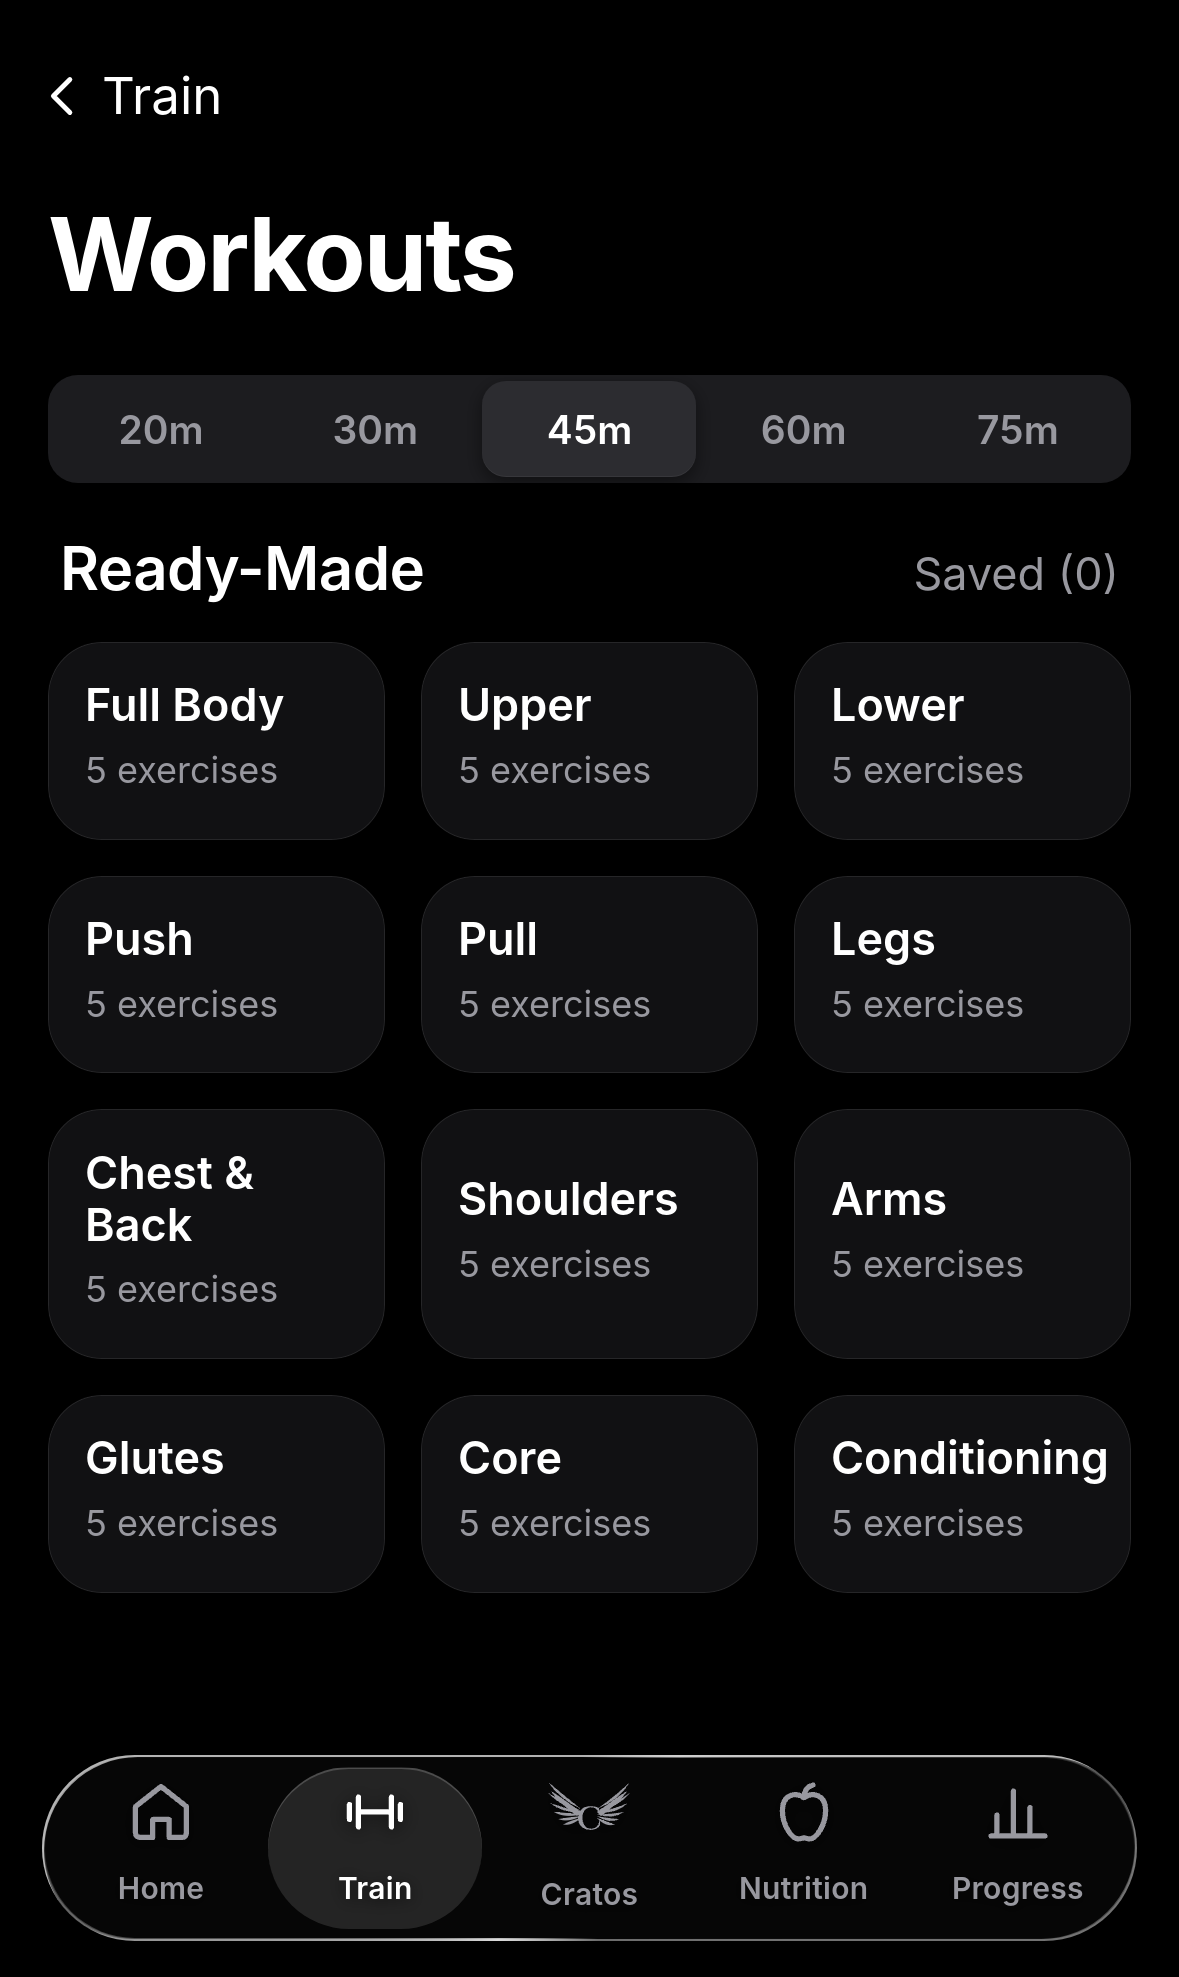 Train
Workouts
20m 30m 45m 60m 75m
Ready-Made Saved (0)
Full Body
5 exercises
Upper
5 exercises
Lower
5 exercises
Push
5 exercises
Pull
5 exercises
Legs
5 exercises
Chest &
Back
5 exercises
Shoulders
5 exercises
Arms
5 exercises
Glutes
5 exercises
Core
5 exercises
Conditioning
5 exercises
C
Home Train Cratos Nutrition Progress